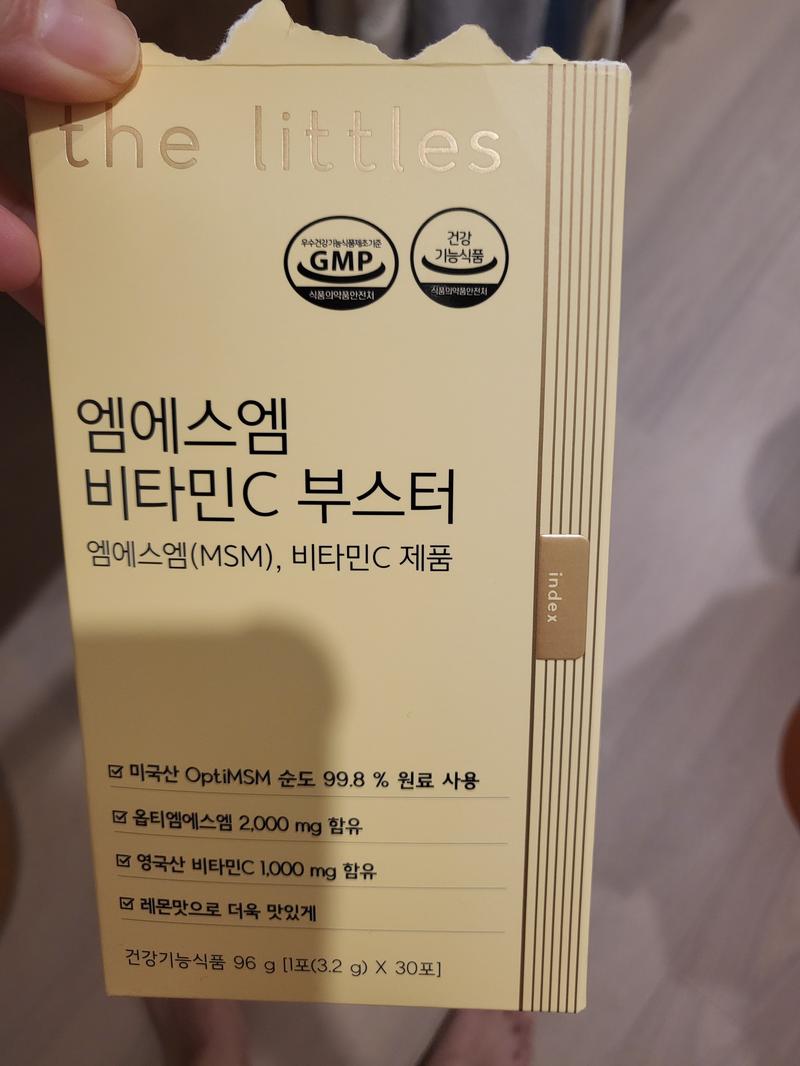 the littles
우수건강기능식품제조기준
GMP
식품의약품안전처
건강
기능식품
식품의약품안전처
엠에스엠
비타민C 부스터
엠에스엠(MSM), 비타민C 제품
index
☑ 미국산 OptiMSM 순도 99.8 % 원료 사용
☑ 옵티엠에스엠 2,000 mg 함유
☑ 영국산 비타민C 1,000 mg 함유
☑ 레몬맛으로 더욱 맛있게
건강기능식품 96 g [1포(3.2 g) X 30포]